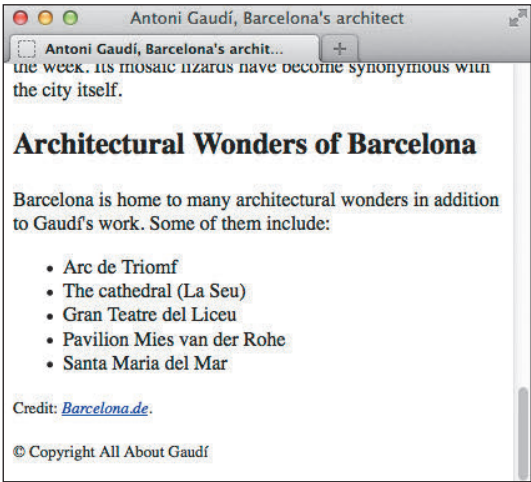 Antoni Gaudí, Barcelona's architect
Antoni Gaudí, Barcelona's archit...
the week. Its mosaic lizards have become synonymous with
the city itself.
Architectural Wonders of Barcelona
Barcelona is home to many architectural wonders in addition
to Gaudí's work. Some of them include:
• Arc de Triomf
• The cathedral (La Seu)
• Gran Teatre del Liceu
• Pavilion Mies van der Rohe
• Santa Maria del Mar
Credit: Barcelona.de.
© Copyright All About Gaudí